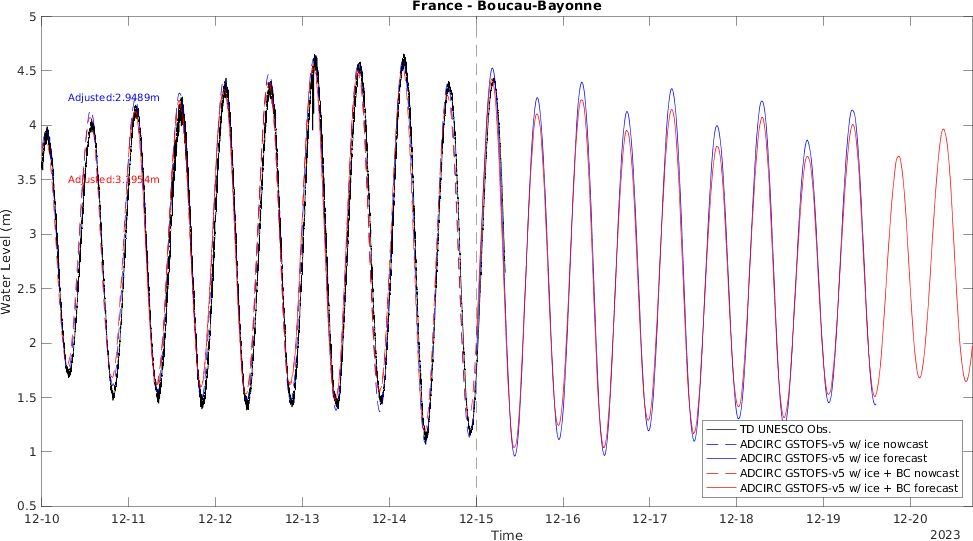 France - Boucau-Bayonne
5
4.5
4
3.5
3
2.5
2
1.5
1
0.5
Water Level (m)
Adjusted:2.9489m
TD UNESCO Obs.
ADCIRC GSTOFS-v5 w/ ice nowcast
ADCIRC GSTOFS-v5 w/ ice forecast
ADCIRC GSTOFS-v5 w/ ice + BC nowcast
ADCIRC GSTOFS-v5 w/ ice + BC forecast
12-10 12-11 12-12 12-13 12-14 12-15 12-16 12-17 12-18 12-19 12-20
Time
2023